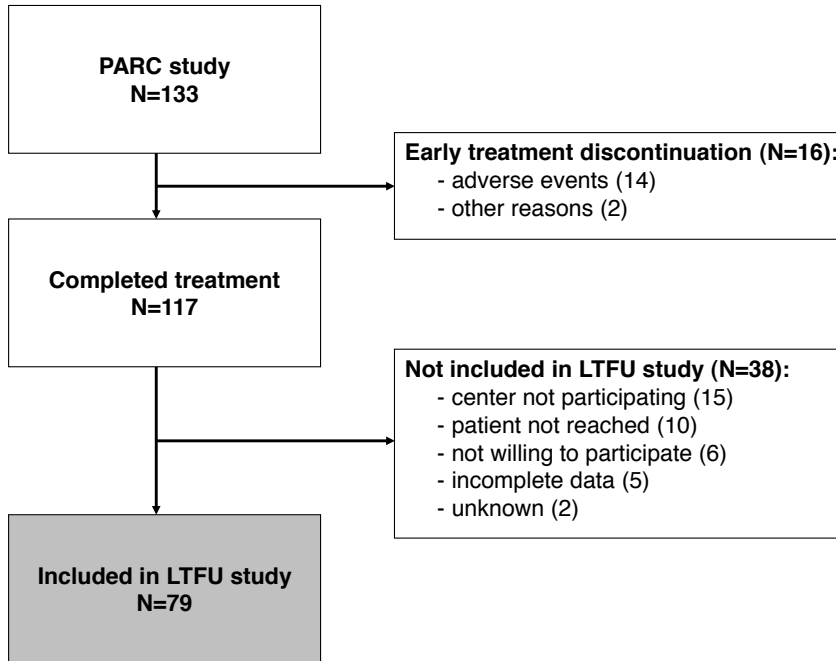 PARC study
N=133
Early treatment discontinuation (N=16):
- adverse events (14)
- other reasons (2)
Completed treatment
N=117
Not included in LTFU study (N=38):
- center not participating (15)
- patient not reached (10)
- not willing to participate (6)
- incomplete data (5)
- unknown (2)
Included in LTFU study
N=79